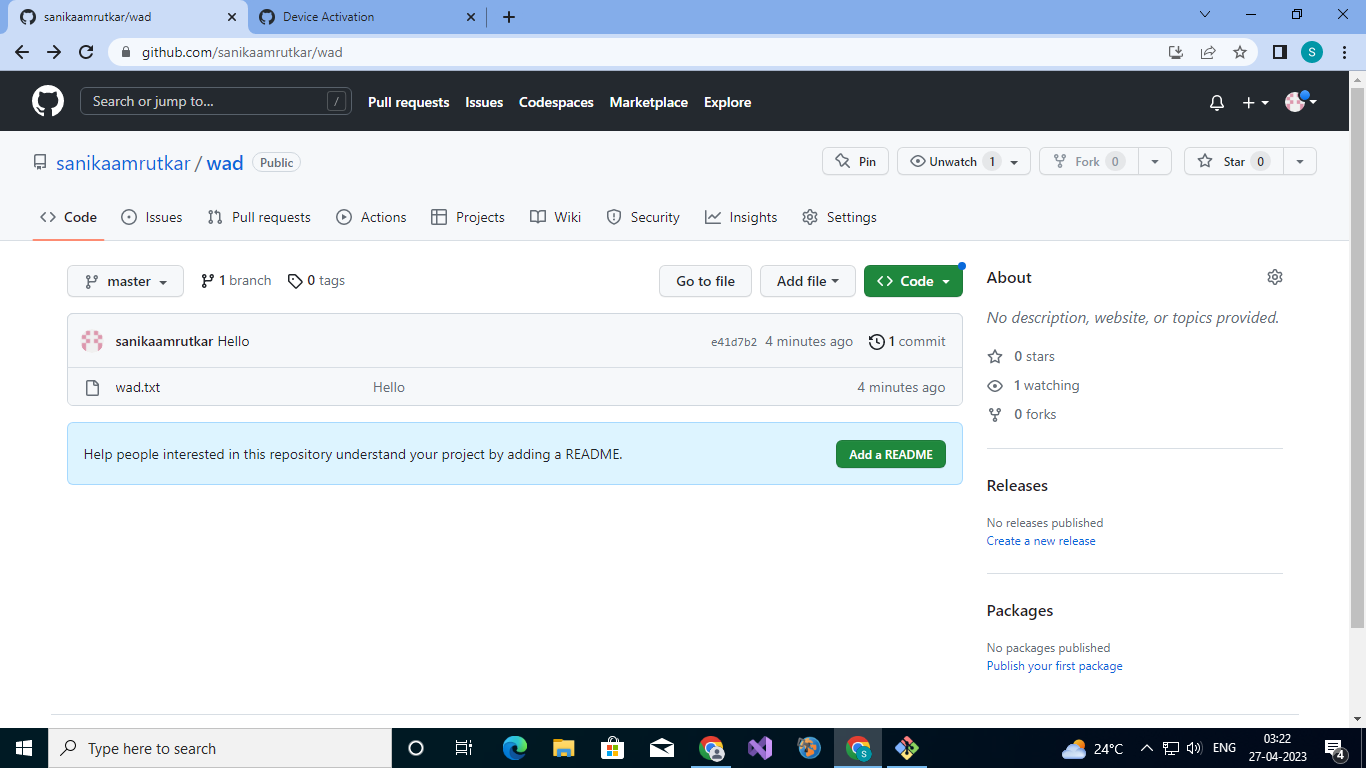 sanikaamrutkar/wad
Device Activation
github.com/sanikaamrutkar/wad
S
Search or jump to...
/
Pull requests
Issues
Codespaces
Marketplace
Explore
sanikaamrutkar / wad
Public
Pin
Unwatch 1
Fork 0
Star 0
Code
Issues
Pull requests
Actions
Projects
Wiki
Security
Insights
Settings
master
1 branch
0 tags
Go to file
Add file
Code
sanikaamrutkar Hello
e41d7b2 4 minutes ago
1 commit
wad.txt
Hello
4 minutes ago
Help people interested in this repository understand your project by adding a README.
Add a README
About
No description, website, or topics provided.
0 stars
1 watching
0 forks
Releases
No releases published
Create a new release
Packages
No packages published
Publish your first package
Type here to search
S
24°C
ENG
03:22
27-04-2023
4